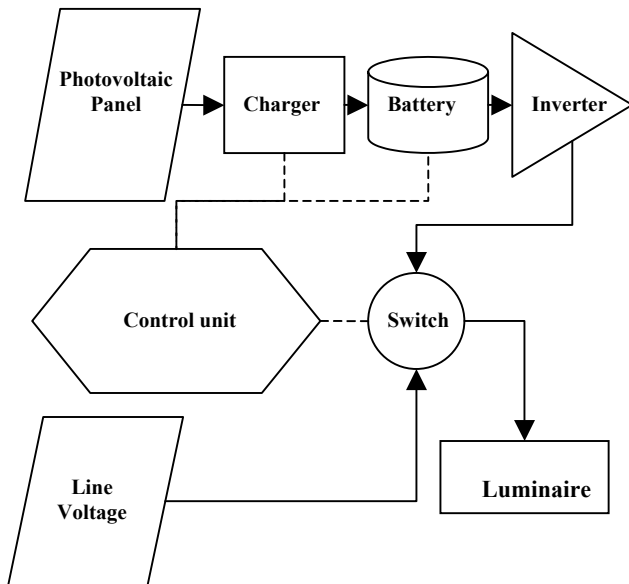 Photovoltaic
Panel
Charger
Battery
Inverter
Control unit
Switch
Line
Voltage
Luminaire